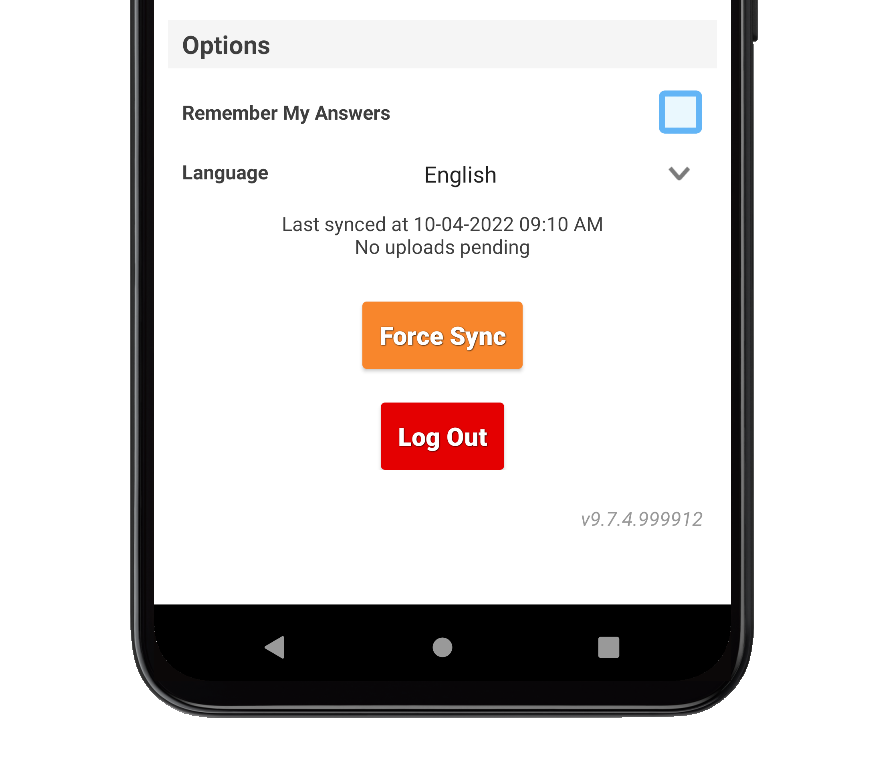 Options
Remember My Answers
Language English
Last synced at 10-04-2022 09:10 AM
No uploads pending
Force Sync
Log Out
v9.7.4.999912